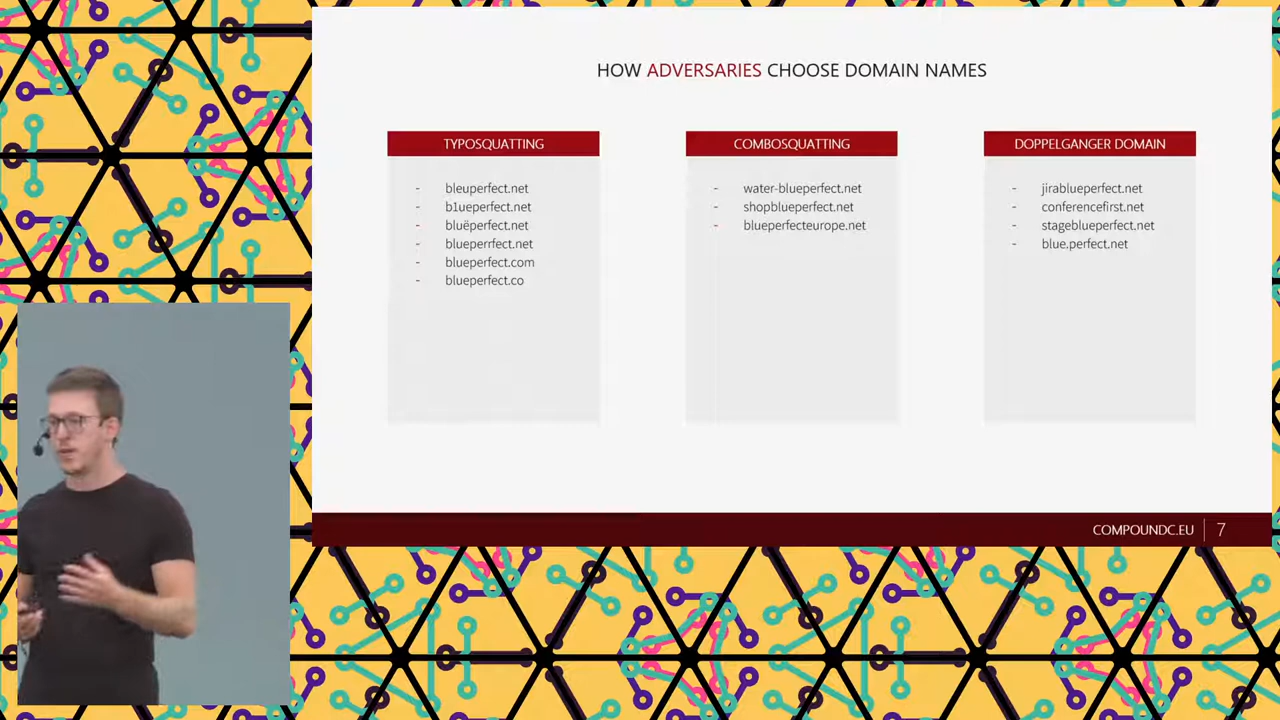 HOW ADVERSARIES CHOOSE DOMAIN NAMES
TYPOSQUATTING
- bleuperfect.net
- b1ueperfect.net
- bluëperfect.net
- blueperrfect.net
- blueperfect.com
- blueperfect.co
COMBOSQUATTING
- water-blueperfect.net
- shopblueperfect.net
- blueperfecteurope.net
DOPPELGANGER DOMAIN
- jirablueperfect.net
- conferencefirst.net
- stageblueperfect.net
- blue.perfect.net
COMPOUNDC.EU
7